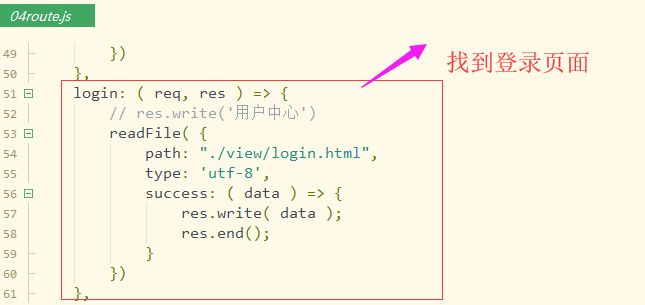 04route.js
49 })
50 },
找到登录页面
51 login: ( req, res ) => {
52 // res.write('用户中心')
53 readFile( {
54 path: "./view/login.html",
55 type: 'utf-8',
56 success: ( data ) => {
57 res.write( data );
58 res.end();
59 }
60 })
61 },